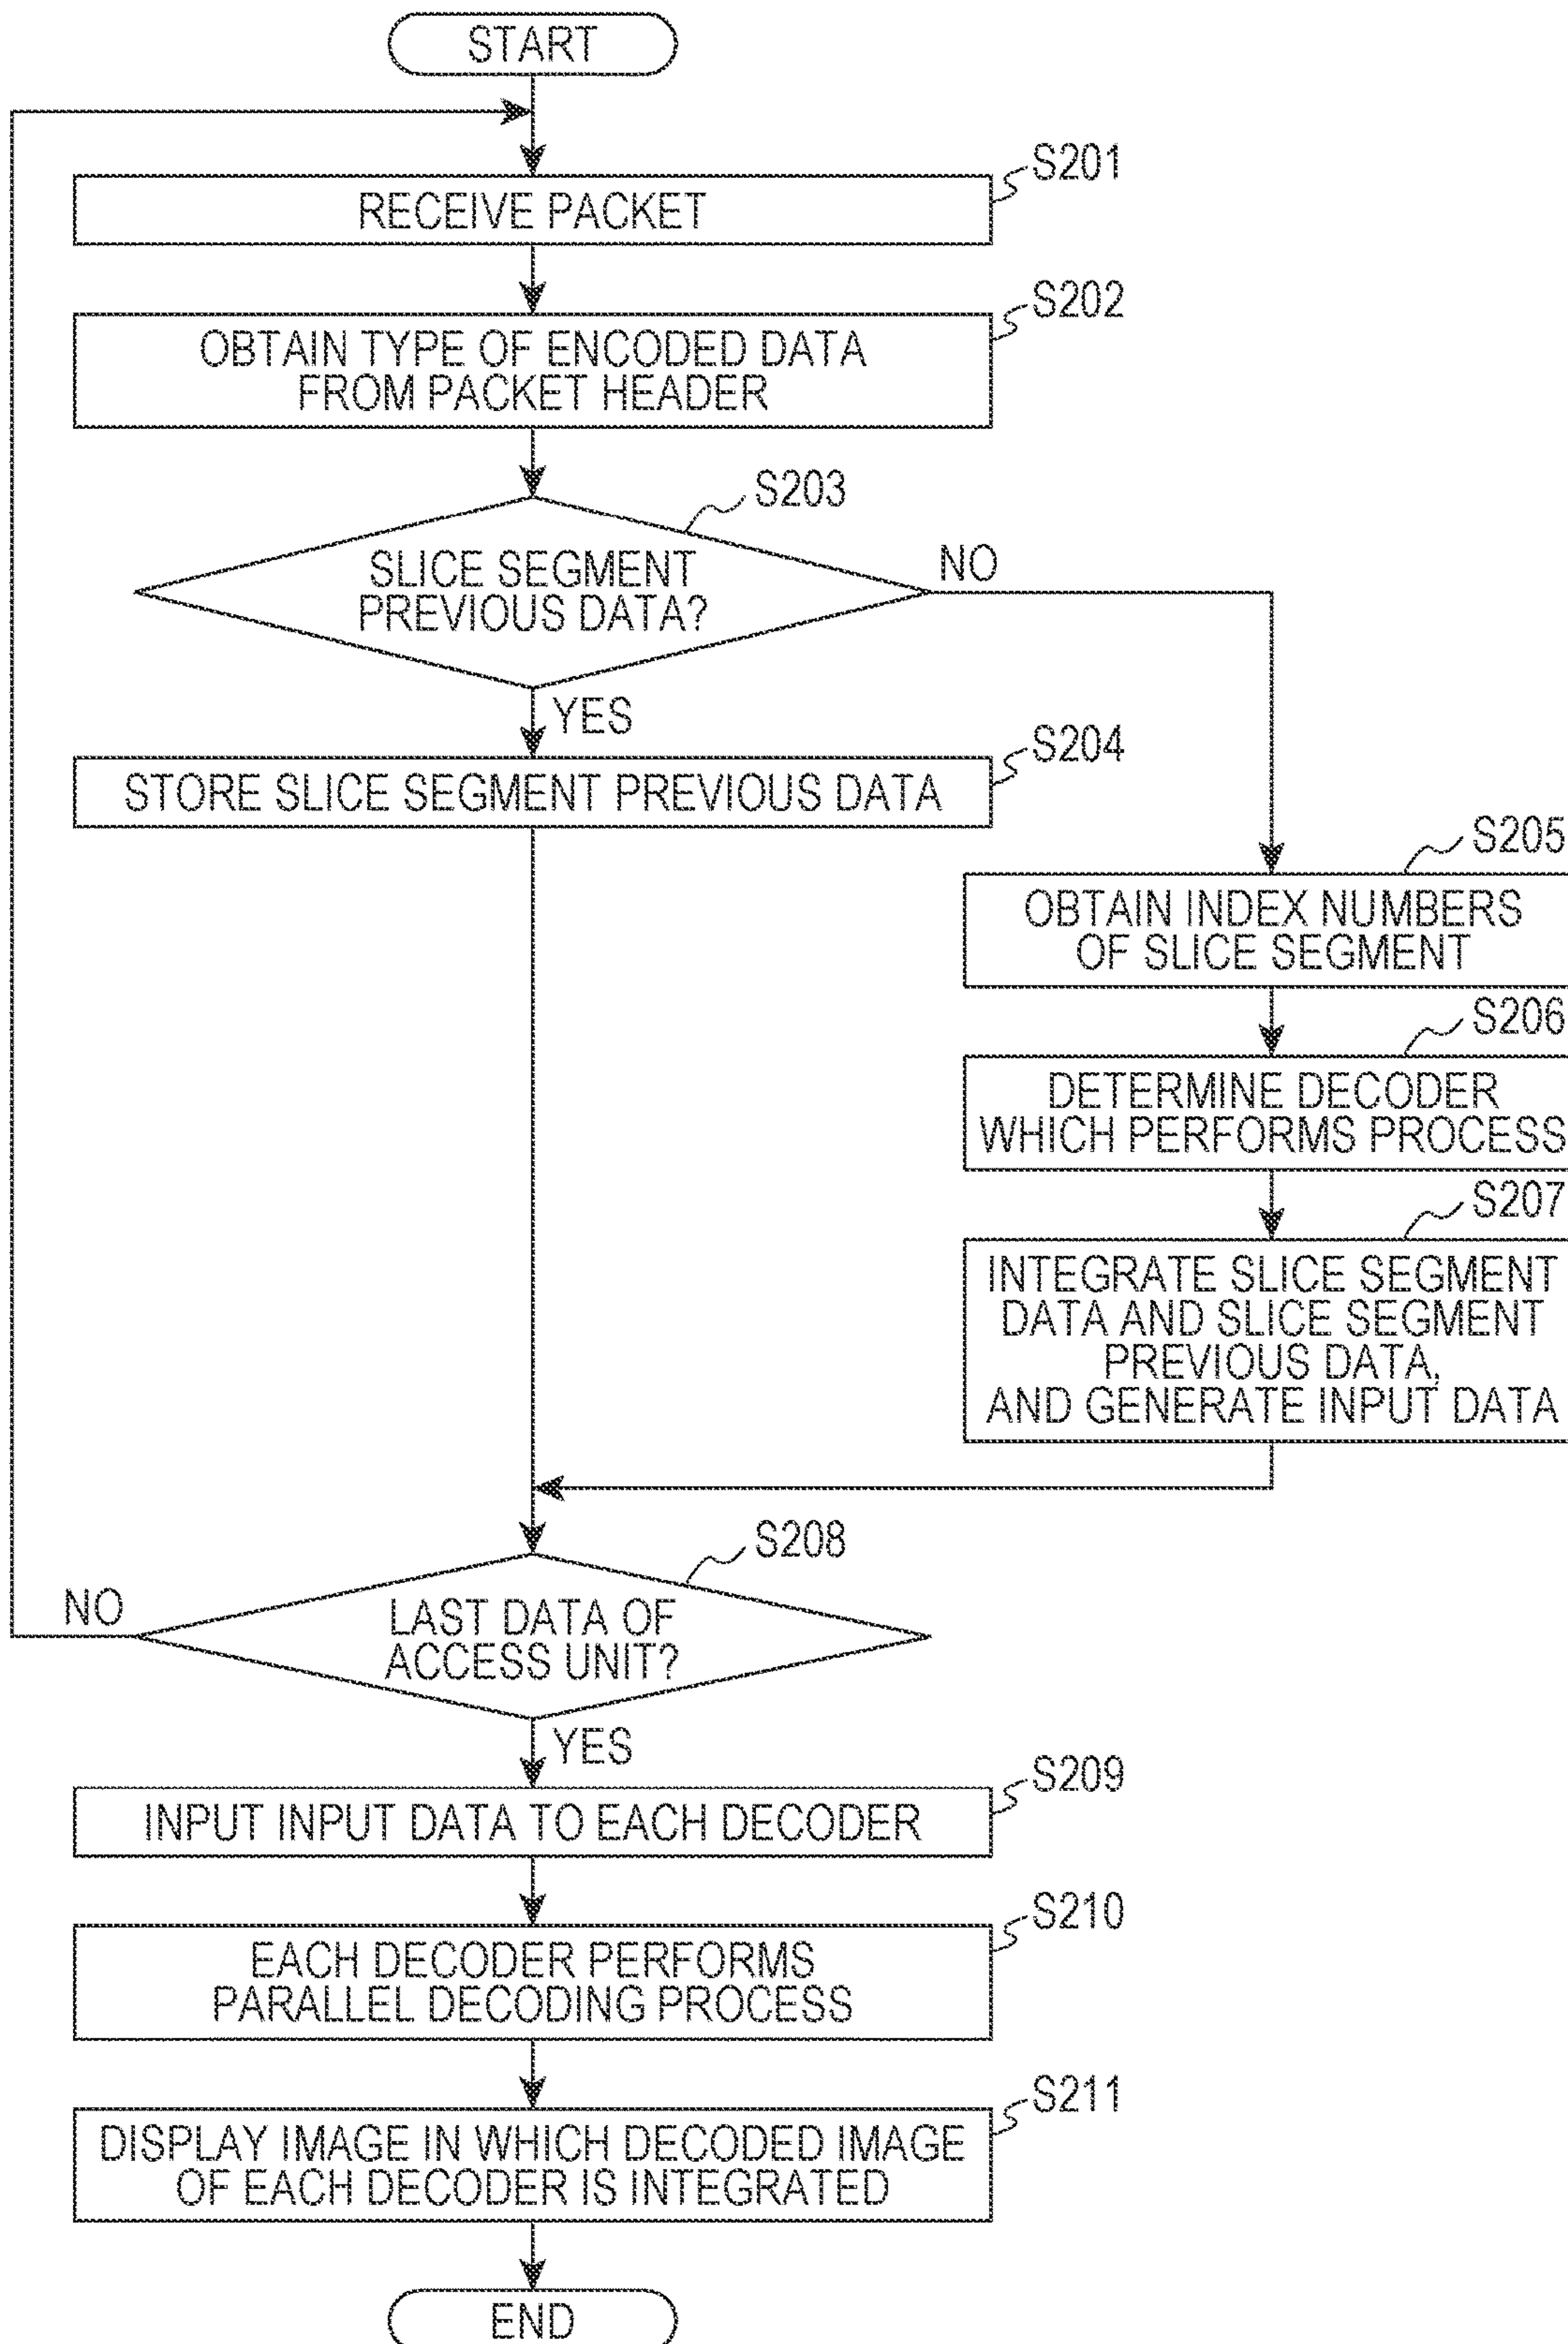 START
S201
RECEIVE PACKET
S202
OBTAIN TYPE OF ENCODED DATA
FROM PACKET HEADER
S203
SLICE SEGMENT
PREVIOUS DATA?
NO
YES
S204
STORE SLICE SEGMENT PREVIOUS DATA
S205
OBTAIN INDEX NUMBERS
OF SLICE SEGMENT
S206
DETERMINE DECODER
WHICH PERFORMS PROCESS
S207
INTEGRATE SLICE SEGMENT
DATA AND SLICE SEGMENT
PREVIOUS DATA,
AND GENERATE INPUT DATA
S208
LAST DATA OF
ACCESS UNIT?
NO
YES
S209
INPUT INPUT DATA TO EACH DECODER
S210
EACH DECODER PERFORMS
PARALLEL DECODING PROCESS
S211
DISPLAY IMAGE IN WHICH DECODED IMAGE
OF EACH DECODER IS INTEGRATED
END